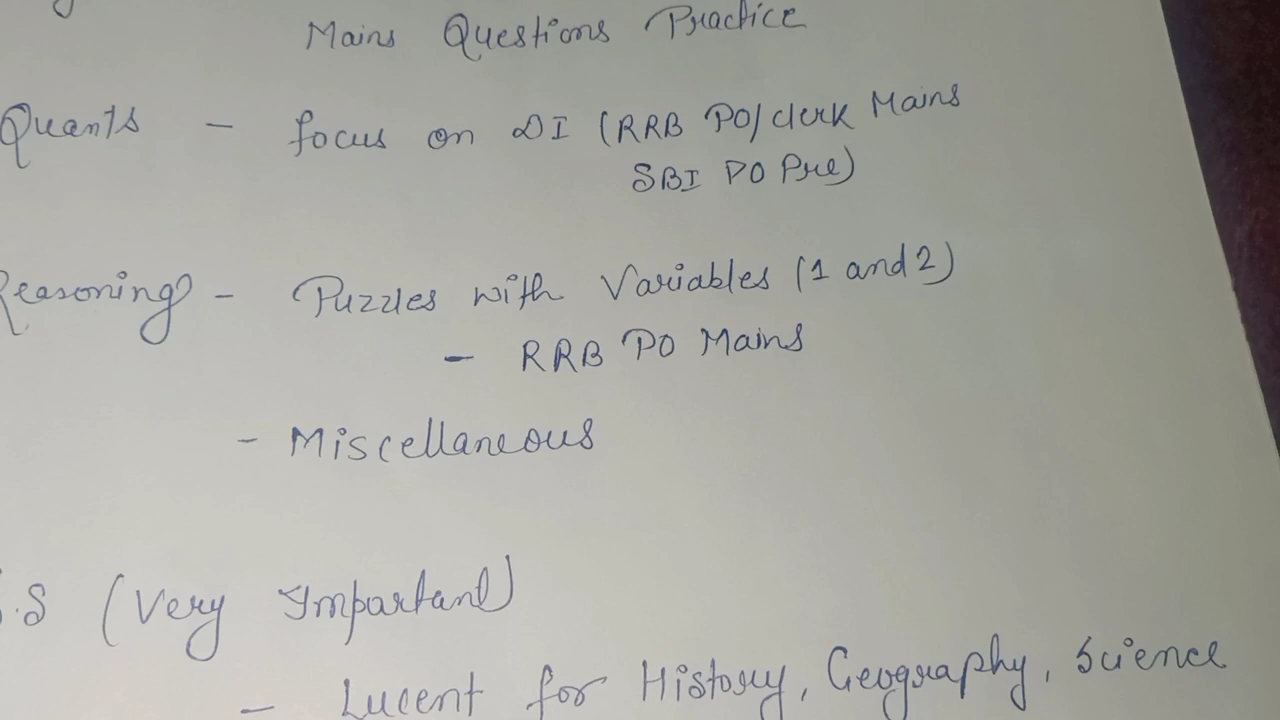 Mains Questions Practice
Quants - focus on DI (RRB PO/clerk Mains
SBI PO Pre)
Reasoning - Puzzles with Variables (1 and 2)
- RRB PO Mains
- Miscellaneous
.S (Very Important)
- Lucent for History, Geography, Science